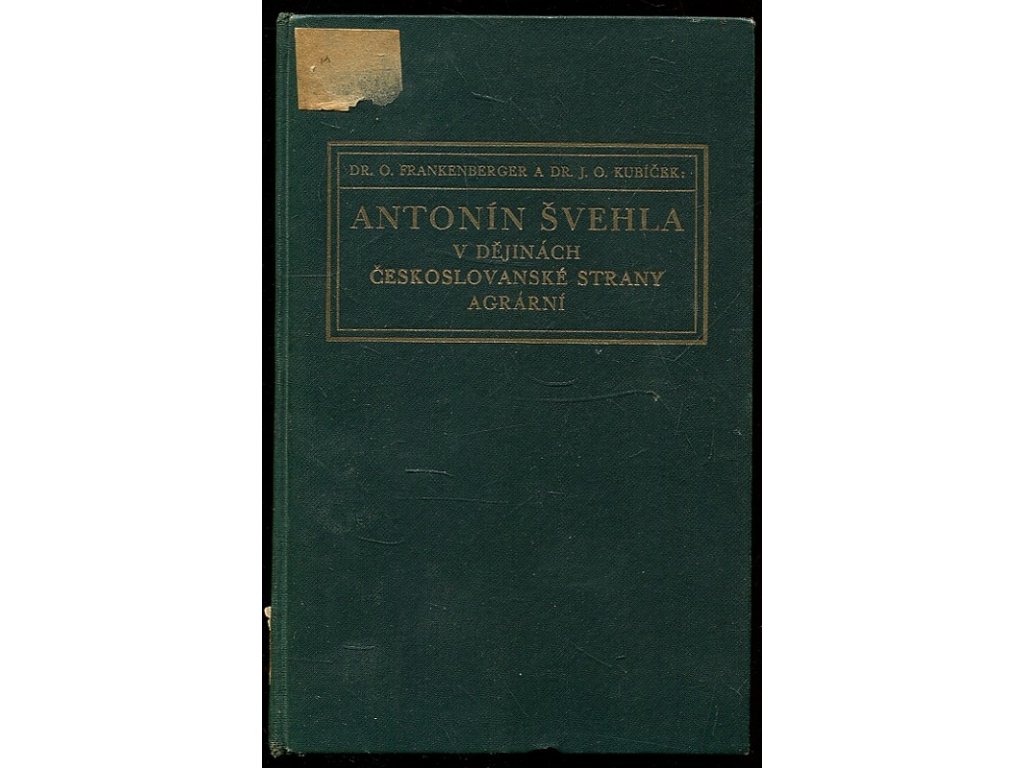 DR. O. FRANKENBERGER A DR. J. O. KUBÍČEK:
ANTONÍN ŠVEHLA
V DĚJINÁCH
ČESKOSLOVANSKÉ STRANY
AGRÁRNÍ